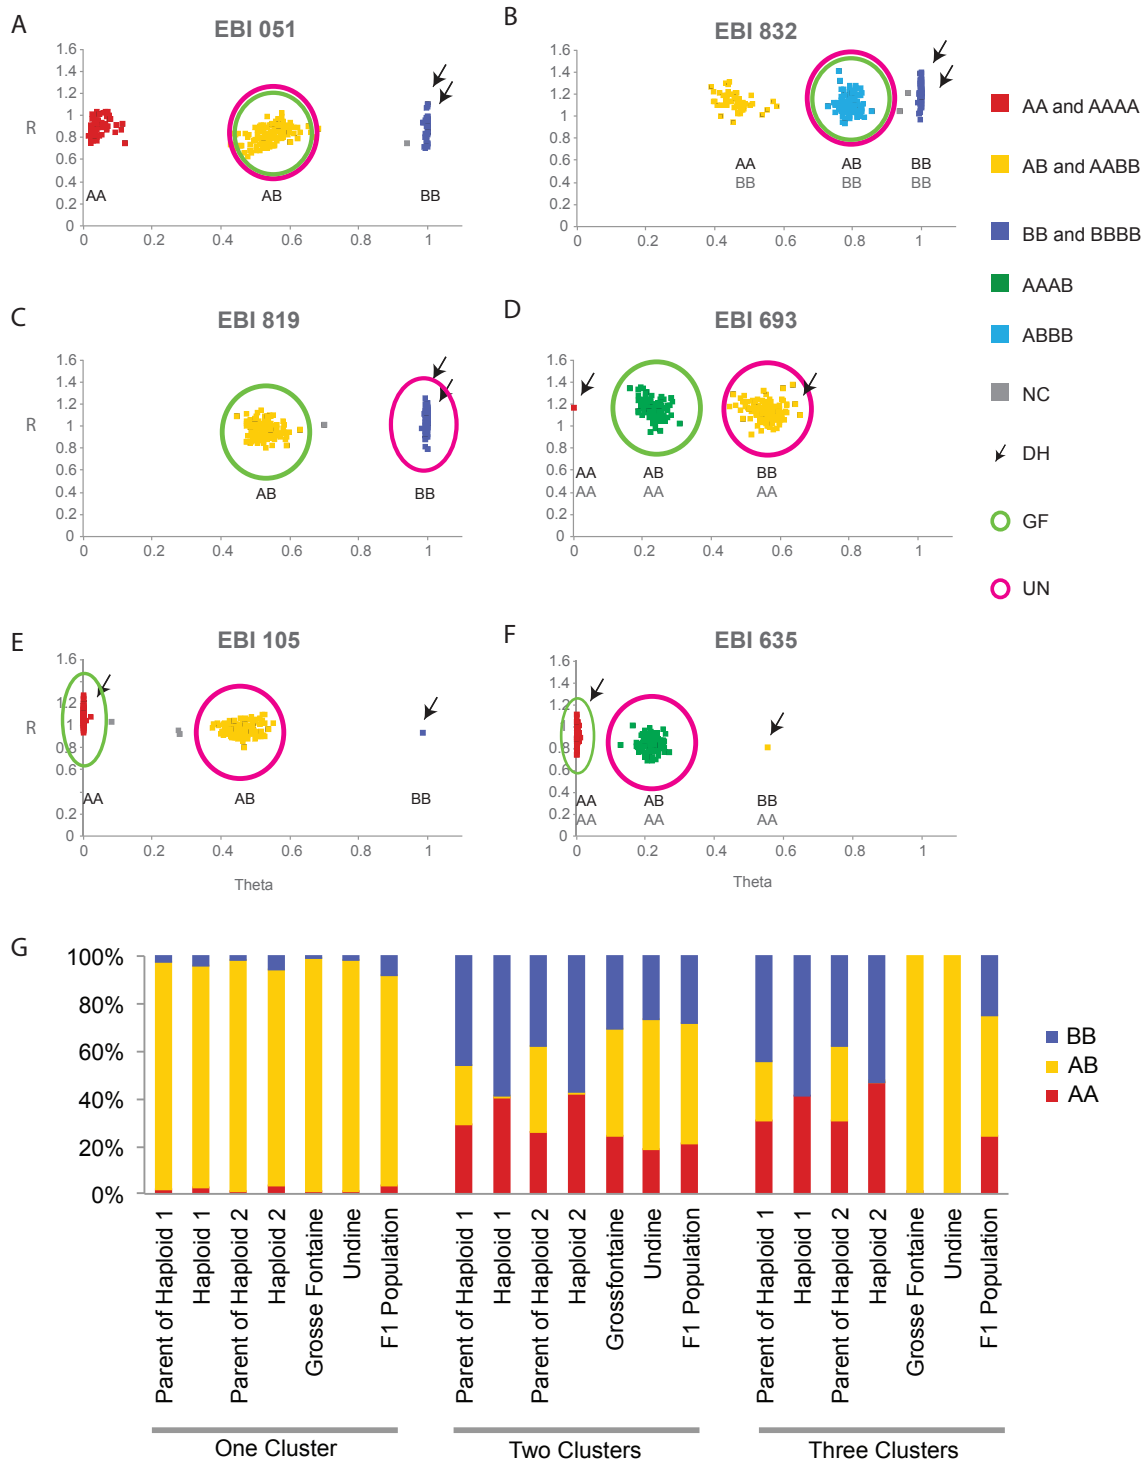 A
EBI 051
1.6
1.4
1.2
1
0.8
0.6
0.4
0.2
0
R
AA
AB
BB
0
0.2
0.4
0.6
0.8
1
B
EBI 832
1.6
1.4
1.2
1
0.8
0.6
0.4
0.2
0
AA
BB
AB
BB
BB
BB
0
0.2
0.4
0.6
0.8
1
AA and AAAA
AB and AABB
BB and BBBB
AAAB
ABBB
NC
DH
GF
UN
C
EBI 819
1.6
1.4
1.2
1
0.8
0.6
0.4
0.2
0
R
AB
BB
0
0.2
0.4
0.6
0.8
1
D
EBI 693
1.6
1.4
1.2
1
0.8
0.6
0.4
0.2
0
AA
AA
AB
AA
BB
AA
0
0.2
0.4
0.6
0.8
1
E
EBI 105
1.6
1.4
1.2
1
0.8
0.6
0.4
0.2
0
R
AA
AB
BB
0
0.2
0.4
0.6
0.8
1
Theta
F
EBI 635
1.6
1.4
1.2
1
0.8
0.6
0.4
0.2
0
AA
AA
AB
AA
BB
AA
0
0.2
0.4
0.6
0.8
1
Theta
G
100%
80%
60%
40%
20%
0%
BB
AB
AA
Parent of Haploid 1
Haploid 1
Parent of Haploid 2
Haploid 2
Grosse Fontaine
Undine
F1 Population
Parent of Haploid 1
Haploid 1
Parent of Haploid 2
Haploid 2
Grossfontaine
Undine
F1 Population
Parent of Haploid 1
Haploid 1
Parent of Haploid 2
Haploid 2
Grosse Fontaine
Undine
F1 Population
One Cluster
Two Clusters
Three Clusters